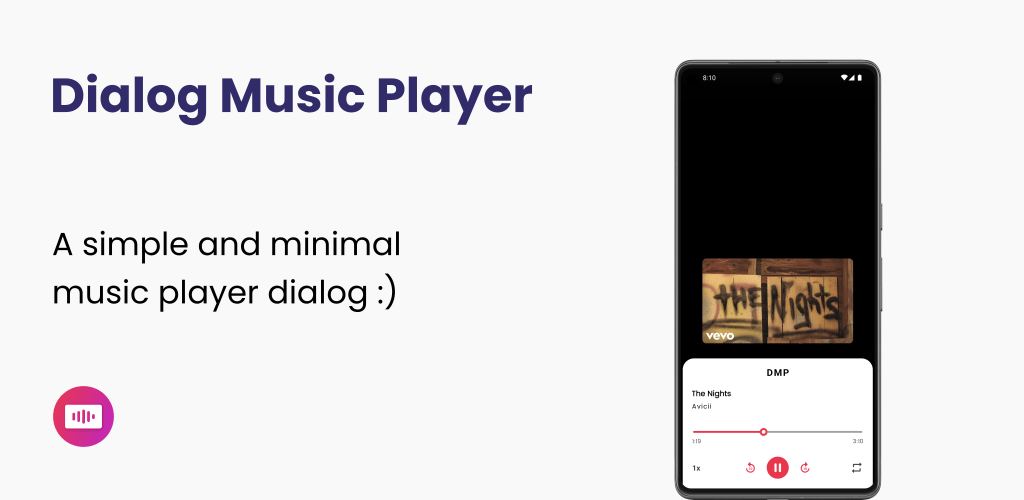 Dialog Music Player
A simple and minimal
music player dialog :)
8:10
the Nights
vevo
DMP
The Nights
Avicii
1:19 3:10
1x